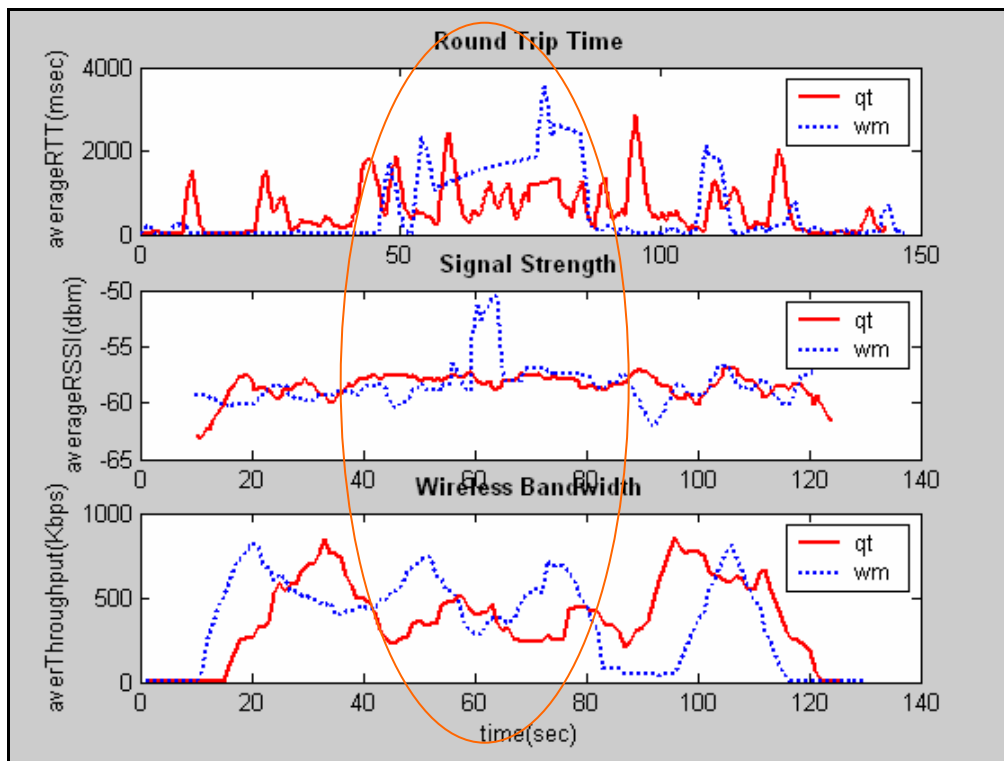 Round Trip Time
averageRTT(msec)
4000
2000
0
0
50
100
150
qt
wm
Signal Strength
averageRSSI(dbm)
-50
-55
-60
-65
0
20
40
60
80
100
120
140
qt
wm
Wireless Bandwidth
averThroughput(Kbps)
1000
500
0
0
20
40
60
80
100
120
140
qt
wm
time(sec)